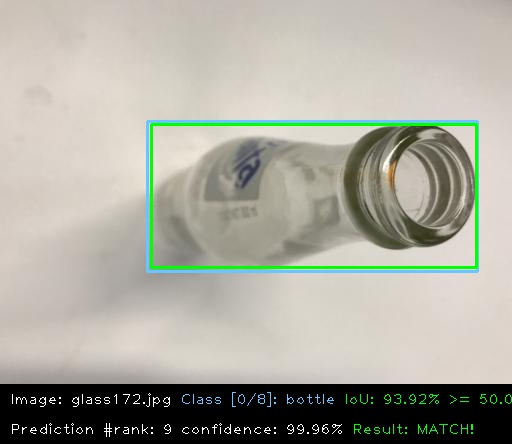 Image: glass172.jpg Class [0/8]: bottle IoU: 93.92% >= 50.0
Prediction #rank: 9 confidence: 99.96% Result: MATCH!